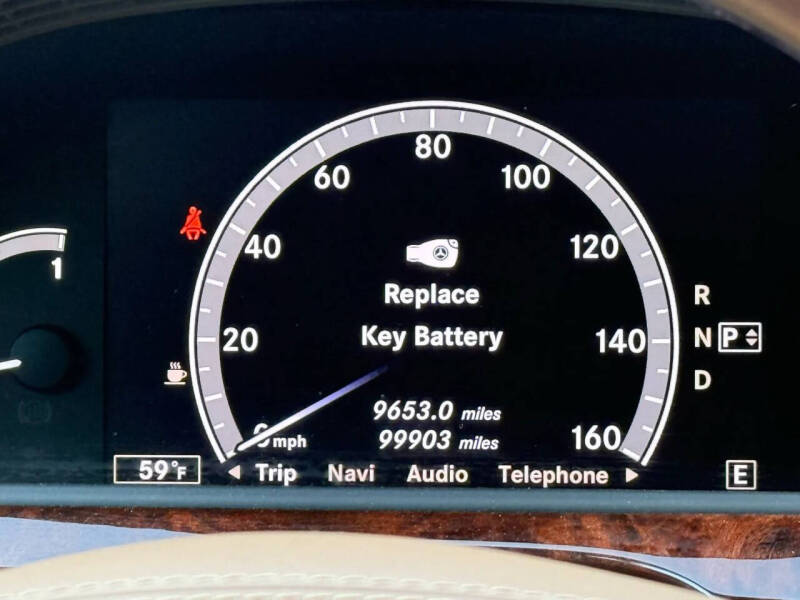 80
60 100
40 120
Replace
R
20 Key Battery 140 N P
1
D
9653.0 miles
0 mph 99903 miles 160
59°F Trip Navi Audio Telephone E